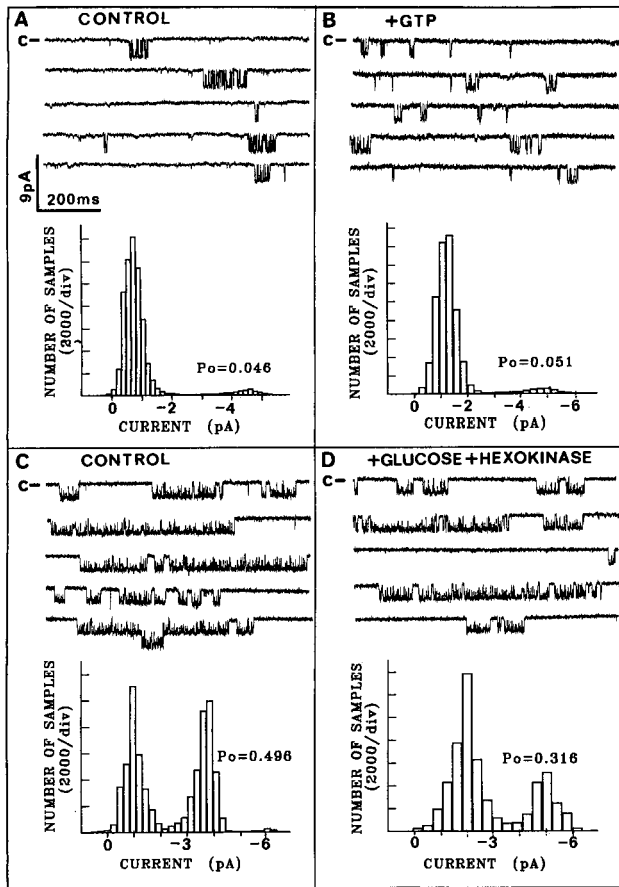 A CONTROL
C–
9pA
200ms
NUMBER OF SAMPLES
(2000/div)
Po=0.046
0 -2 -4
CURRENT (pA)
B +GTP
C–
NUMBER OF SAMPLES
(2000/div)
Po=0.051
0 -2 -4 -6
CURRENT (pA)
C CONTROL
C–
NUMBER OF SAMPLES
(2000/div)
Po=0.496
0 -3 -6
CURRENT (pA)
D +GLUCOSE+HEXOKINASE
C–
NUMBER OF SAMPLES
(2000/div)
Po=0.316
0 -3 -6
CURRENT (pA)